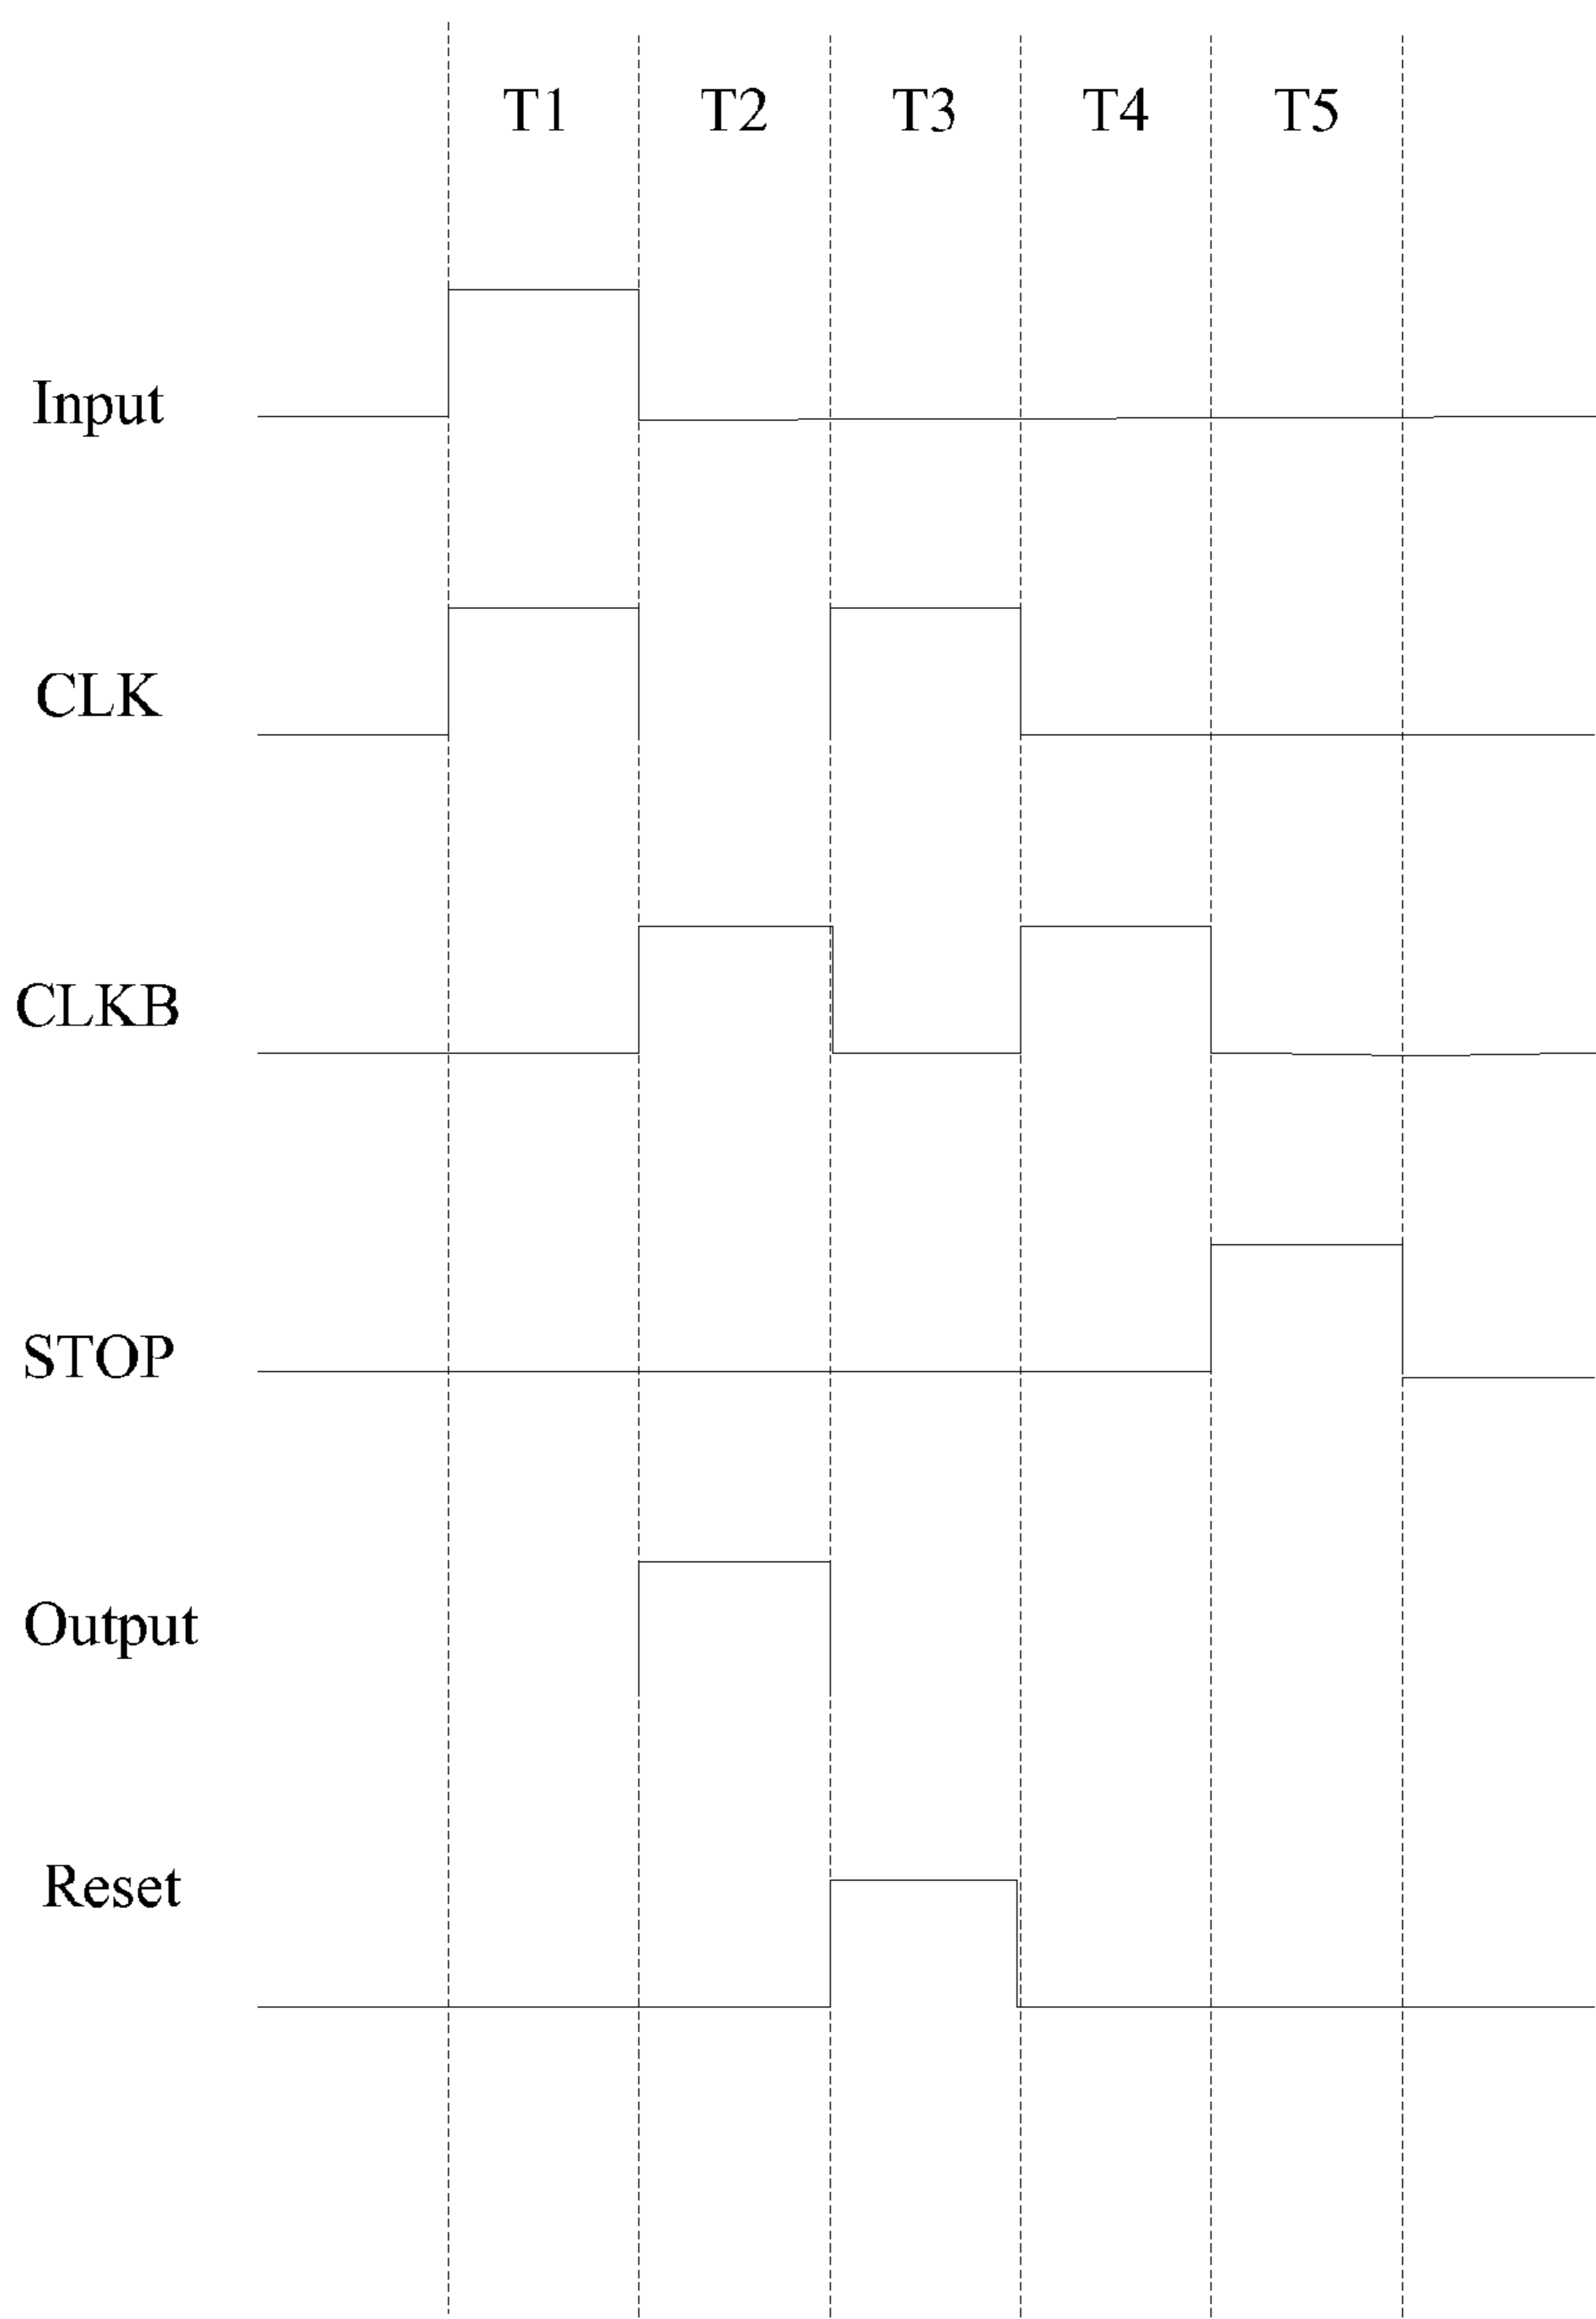 T1 T2 T3 T4 T5
Input
CLK
CLKB
STOP
Output
Reset